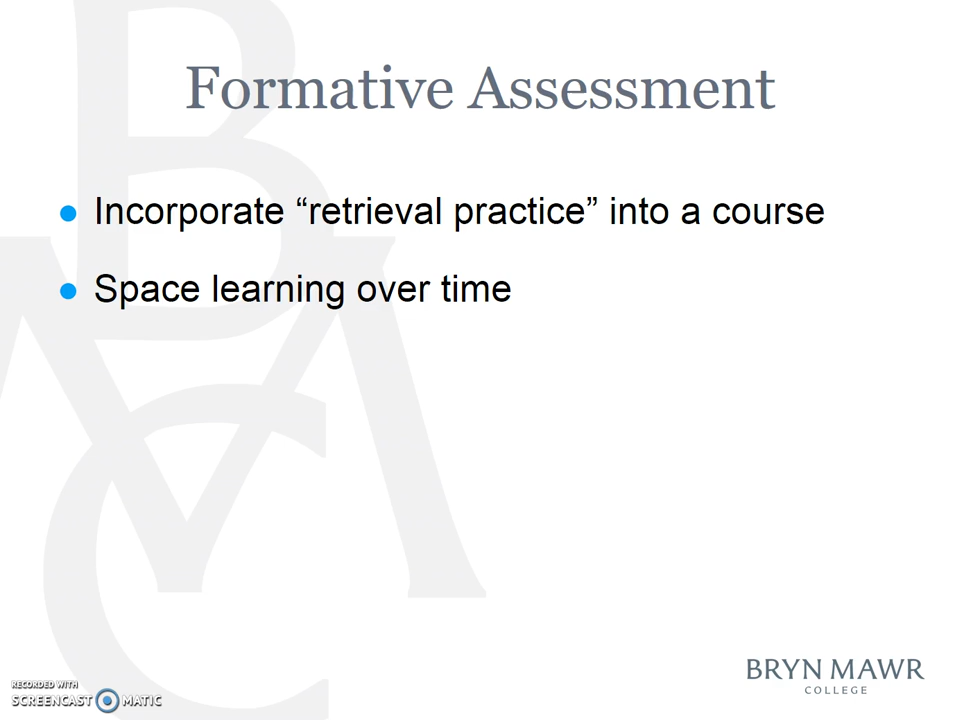 Formative Assessment
Incorporate “retrieval practice” into a course
Space learning over time
BRYN MAWR
COLLEGE
RECORDED WITH
SCREENCAST MATIC